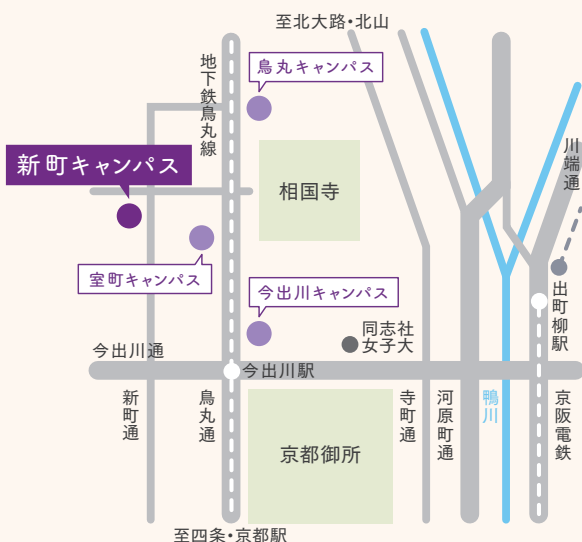 至北大路・北山
地下鉄烏丸線
烏丸キャンパス
川端通
新町キャンパス
相国寺
室町キャンパス
今出川キャンパス
出町柳駅
同志社
女子大
今出川通
今出川駅
新町通
烏丸通
寺町通
河原町通
鴨川
京阪電鉄
京都御所
至四条・京都駅